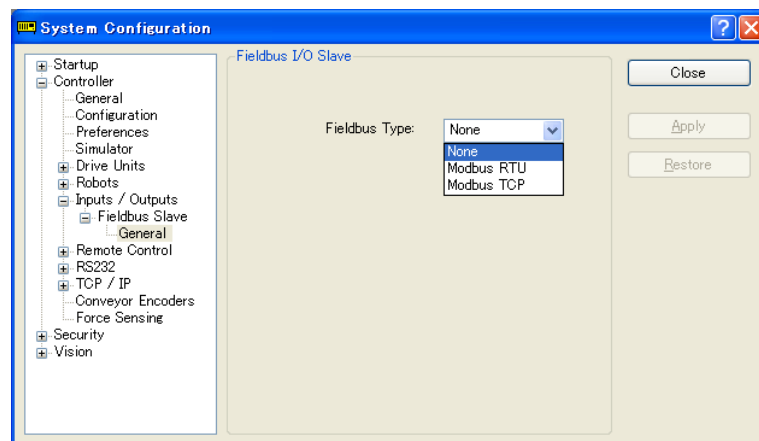 System Configuration
Startup
Controller
General
Configuration
Preferences
Simulator
Drive Units
Robots
Inputs / Outputs
Fieldbus Slave
General
Remote Control
RS232
TCP / IP
Conveyor Encoders
Force Sensing
Security
Vision
Fieldbus I/O Slave
Fieldbus Type:
None
None
Modbus RTU
Modbus TCP
Close
Apply
Restore